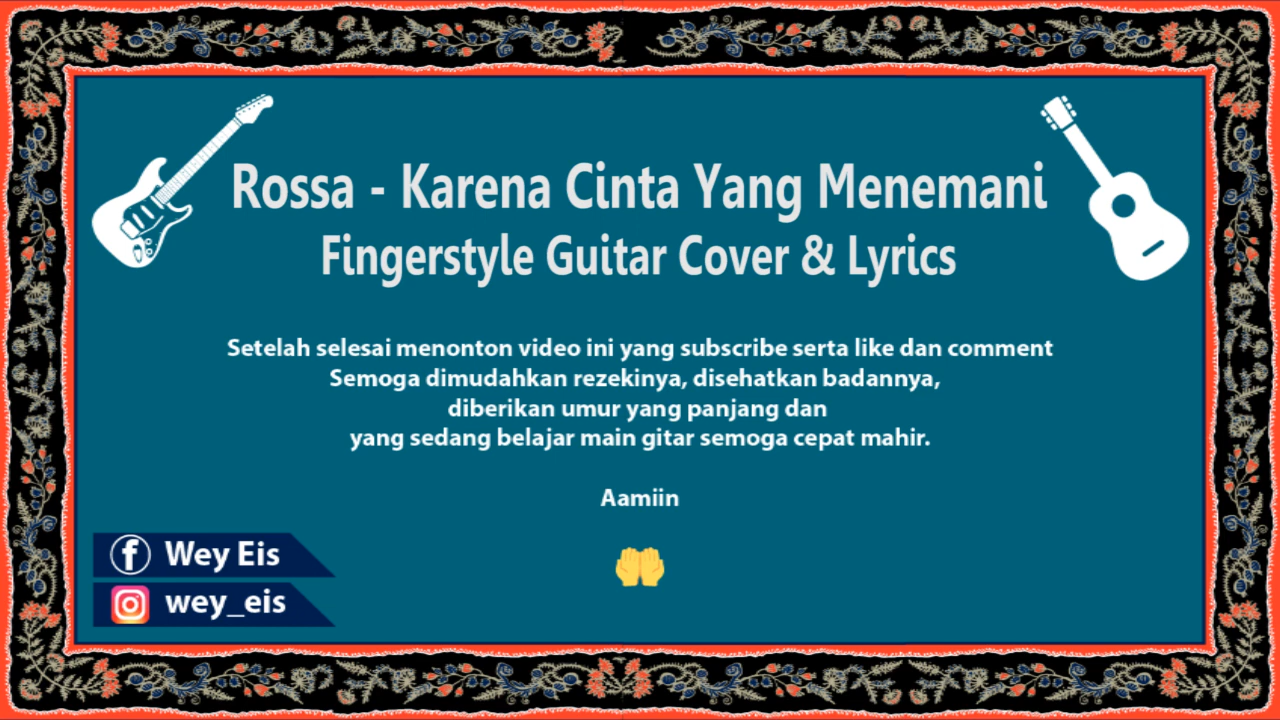 Rossa - Karena Cinta Yang Menemani
Fingerstyle Guitar Cover & Lyrics
Setelah selesai menonton video ini yang subscribe serta like dan comment
Semoga dimudahkan rezekinya, disehatkan badannya,
diberikan umur yang panjang dan
yang sedang belajar main gitar semoga cepat mahir.
Aamiin
Wey Eis
wey_eis